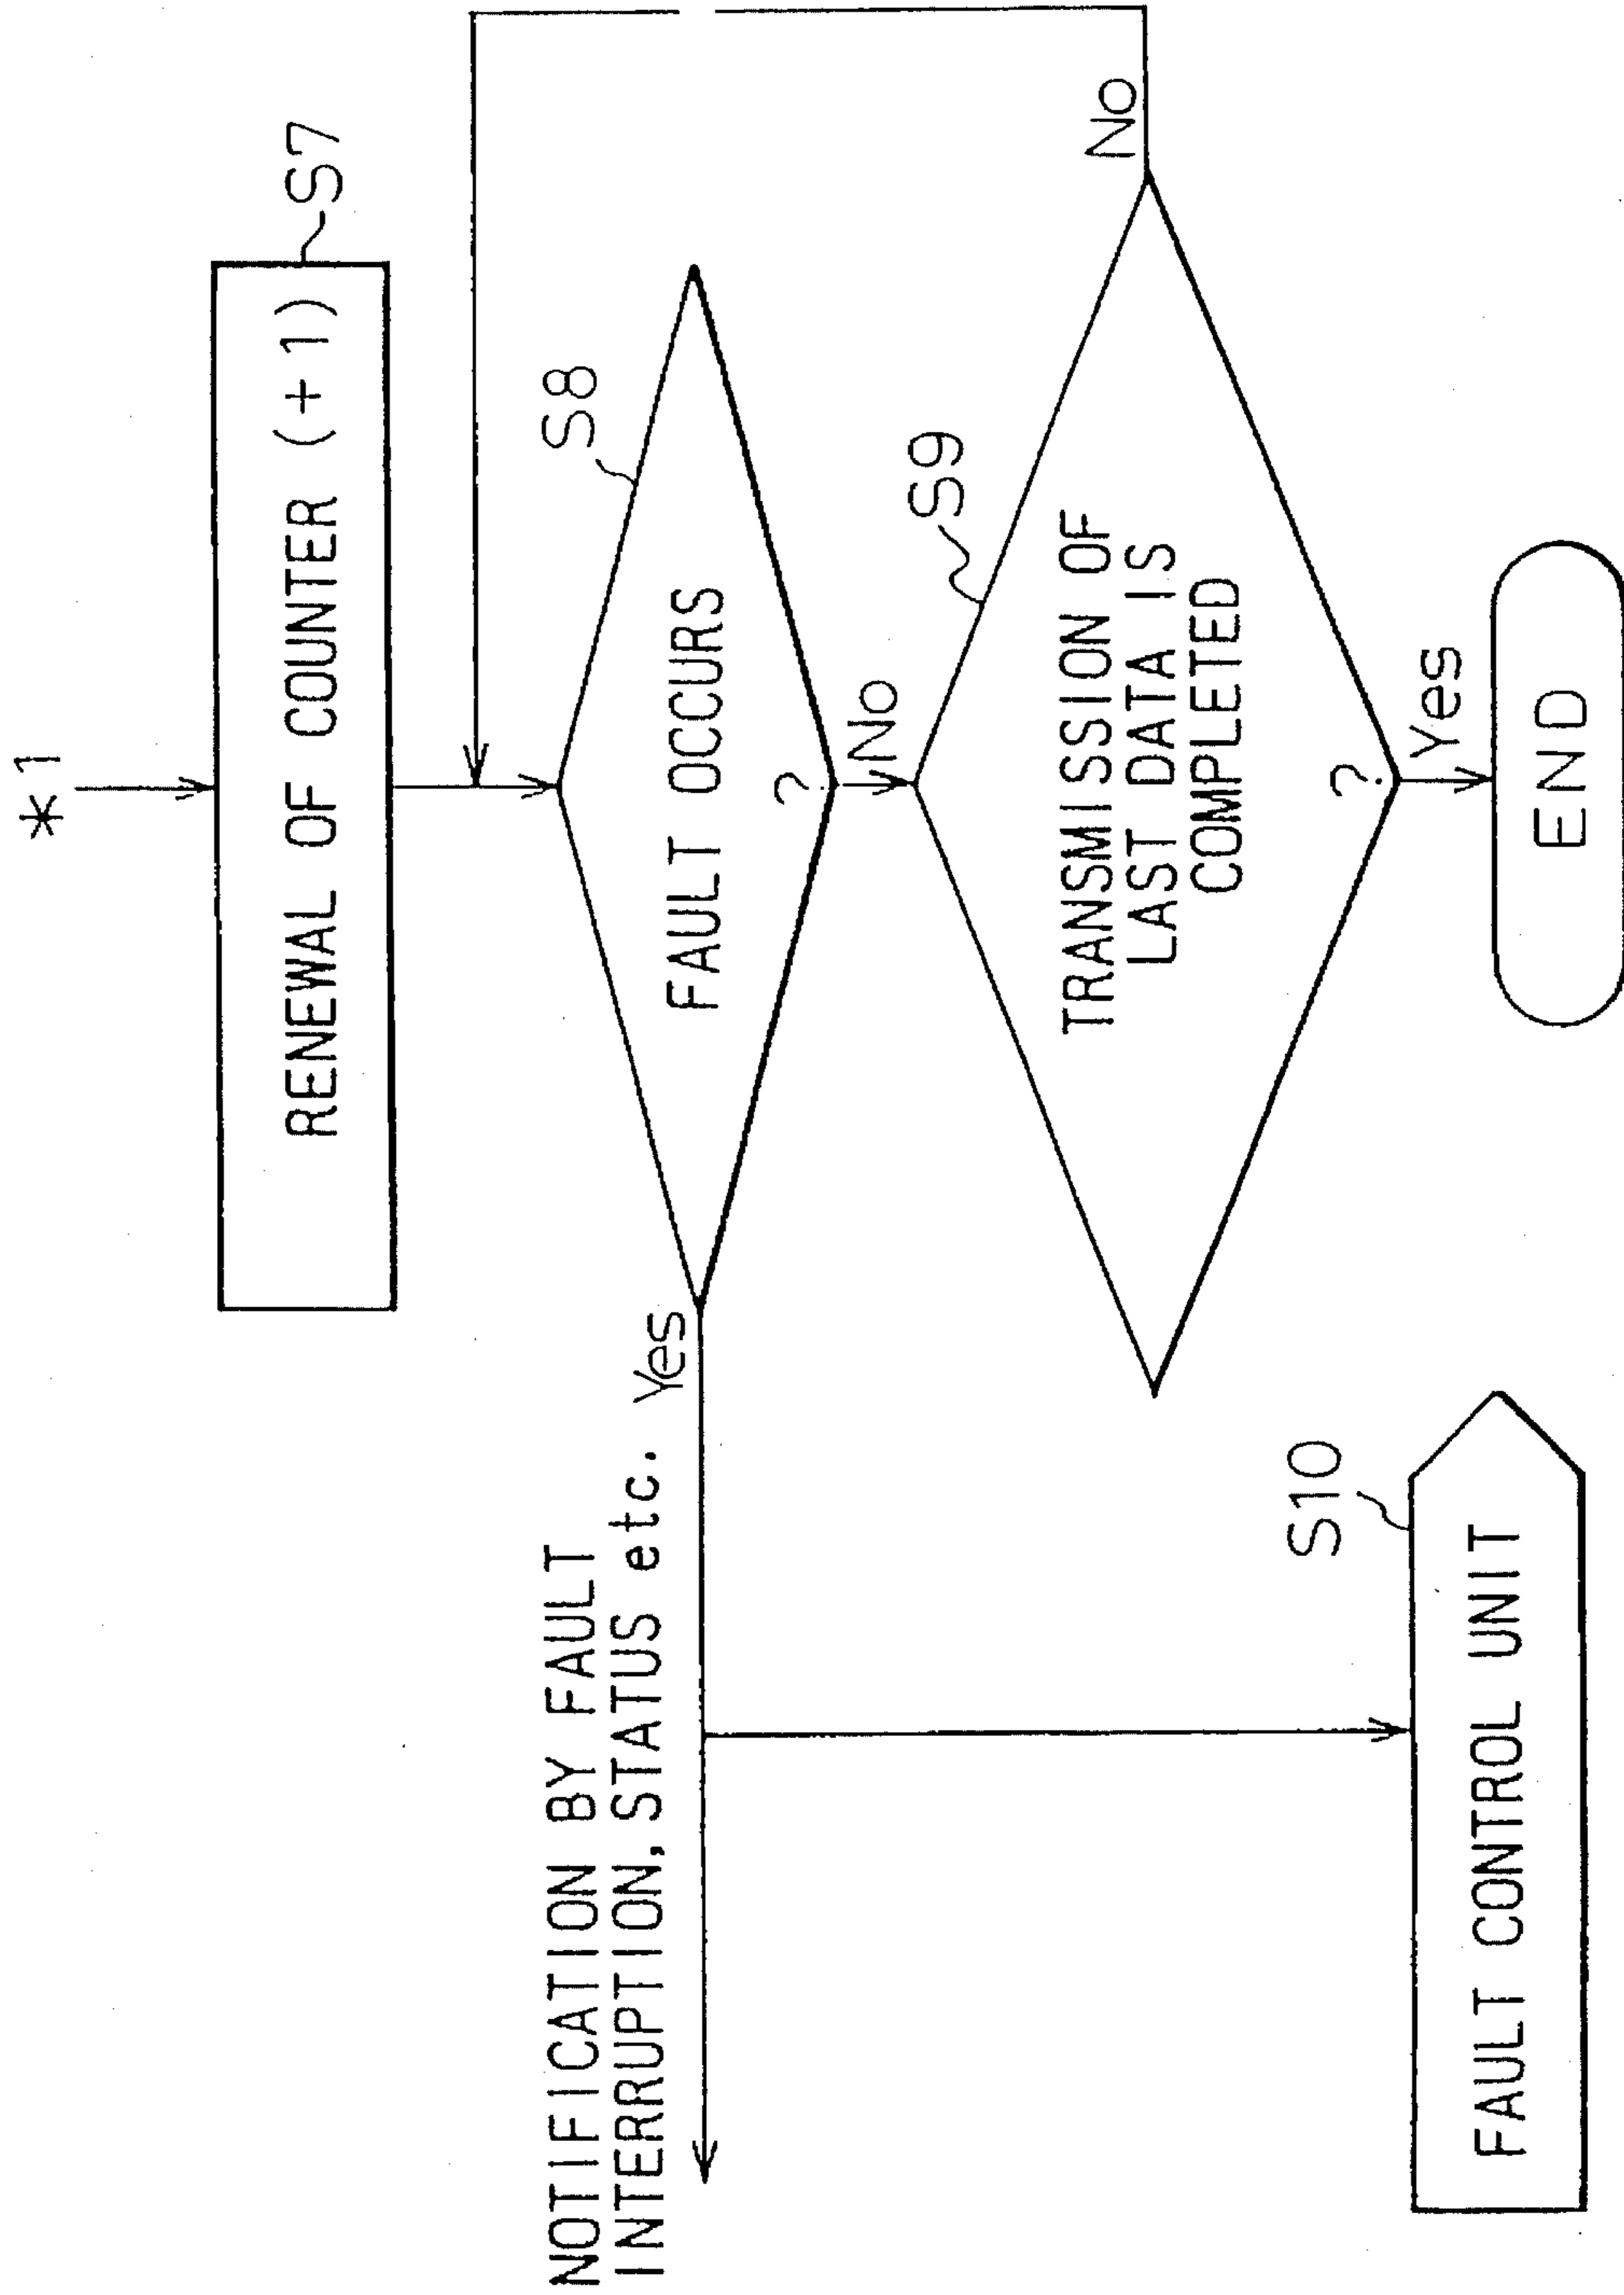 *1
RENEWAL OF COUNTER (+1)
S7
S8
FAULT OCCURS
?
Yes
No
NOTIFICATION BY FAULT
INTERRUPTION, STATUS etc.
S9
TRANSMISSION OF
LAST DATA IS
COMPLETED
?
No
Yes
S10
FAULT CONTROL UNIT
END